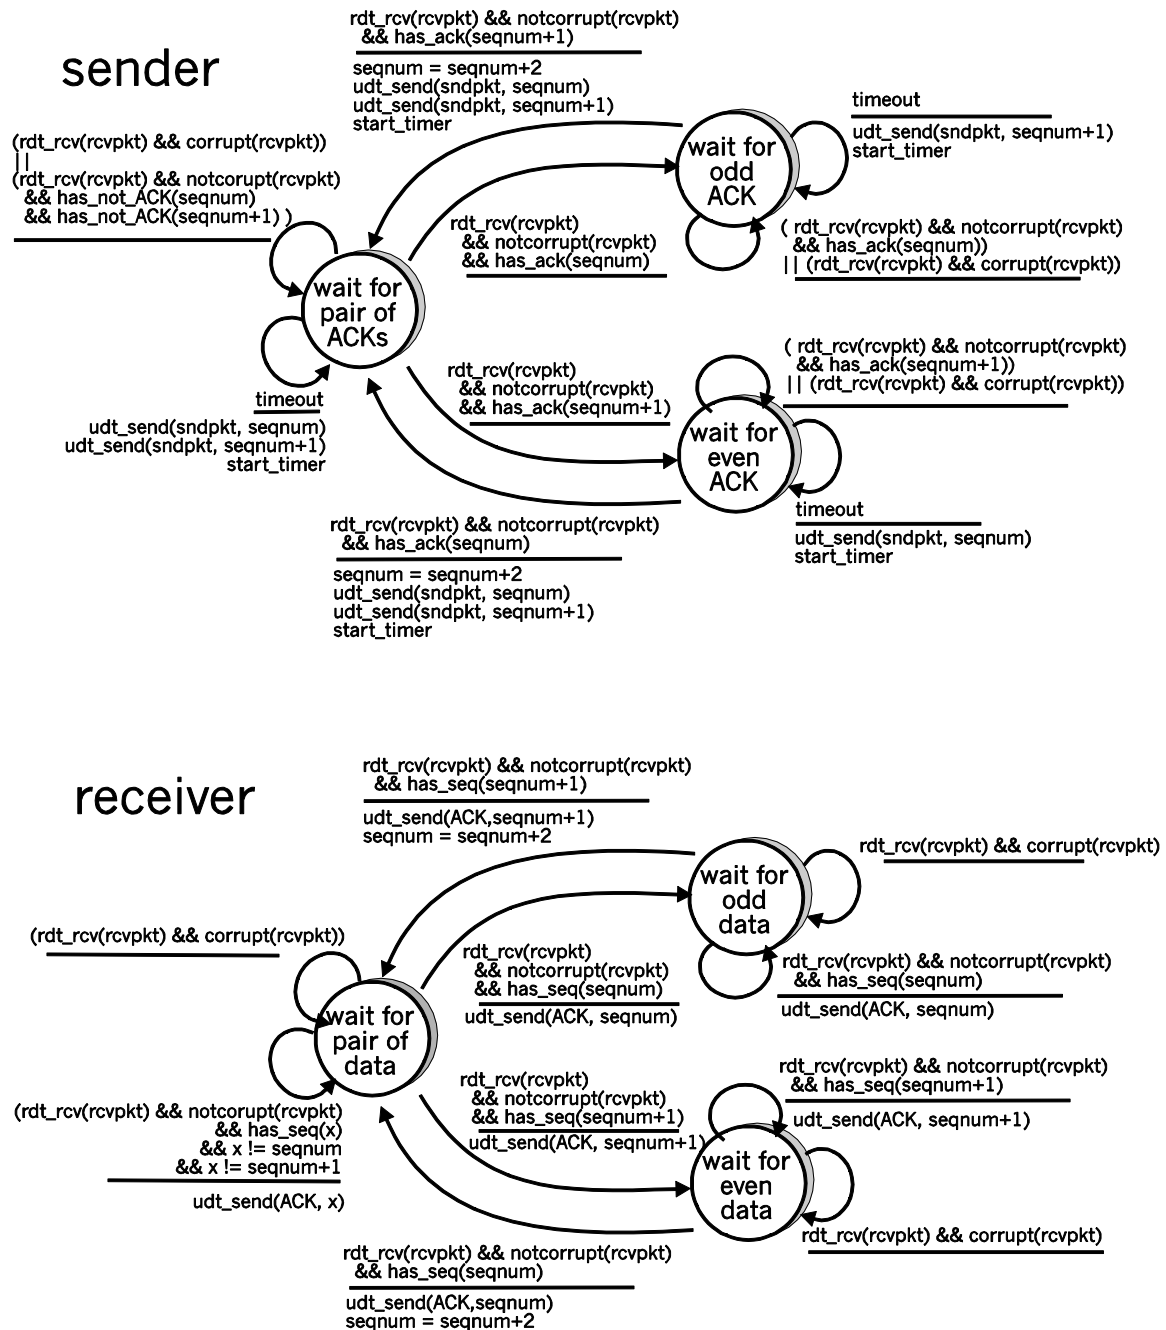 sender
rdt_rcv(rcvpkt) && notcorrupt(rcvpkt)
&& has_ack(seqnum+1)
seqnum = seqnum+2
udt_send(sndpkt, seqnum)
udt_send(sndpkt, seqnum+1)
start_timer
timeout
udt_send(sndpkt, seqnum+1)
start_timer
(rdt_rcv(rcvpkt) && corrupt(rcvpkt))
||
(rdt_rcv(rcvpkt) && notcorupt(rcvpkt)
&& has_not_ACK(seqnum)
&& has_not_ACK(seqnum+1) )
wait for
odd
ACK
rdt_rcv(rcvpkt)
&& notcorrupt(rcvpkt)
&& has_ack(seqnum)
( rdt_rcv(rcvpkt) && notcorrupt(rcvpkt)
&& has_ack(seqnum))
|| (rdt_rcv(rcvpkt) && corrupt(rcvpkt))
wait for
pair of
ACKs
rdt_rcv(rcvpkt)
&& notcorrupt(rcvpkt)
&& has_ack(seqnum+1)
( rdt_rcv(rcvpkt) && notcorrupt(rcvpkt)
&& has_ack(seqnum+1))
|| (rdt_rcv(rcvpkt) && corrupt(rcvpkt))
timeout
udt_send(sndpkt, seqnum)
udt_send(sndpkt, seqnum+1)
start_timer
wait for
even
ACK
timeout
udt_send(sndpkt, seqnum)
start_timer
rdt_rcv(rcvpkt) && notcorrupt(rcvpkt)
&& has_ack(seqnum)
seqnum = seqnum+2
udt_send(sndpkt, seqnum)
udt_send(sndpkt, seqnum+1)
start_timer
receiver
rdt_rcv(rcvpkt) && notcorrupt(rcvpkt)
&& has_seq(seqnum+1)
udt_send(ACK,seqnum+1)
seqnum = seqnum+2
wait for
odd
data
rdt_rcv(rcvpkt) && corrupt(rcvpkt)
(rdt_rcv(rcvpkt) && corrupt(rcvpkt))
rdt_rcv(rcvpkt)
&& notcorrupt(rcvpkt)
&& has_seq(seqnum)
udt_send(ACK, seqnum)
rdt_rcv(rcvpkt) && notcorrupt(rcvpkt)
&& has_seq(seqnum)
udt_send(ACK, seqnum)
wait for
pair of
data
rdt_rcv(rcvpkt)
&& notcorrupt(rcvpkt)
&& has_seq(seqnum+1)
udt_send(ACK, seqnum+1)
rdt_rcv(rcvpkt) && notcorrupt(rcvpkt)
&& has_seq(seqnum+1)
udt_send(ACK, seqnum+1)
(rdt_rcv(rcvpkt) && notcorupt(rcvpkt)
&& has_seq(x)
&& x != seqnum
&& x != seqnum+1
udt_send(ACK, x)
wait for
even
data
rdt_rcv(rcvpkt) && corrupt(rcvpkt)
rdt_rcv(rcvpkt) && notcorrupt(rcvpkt)
&& has_seq(seqnum)
udt_send(ACK,seqnum)
seqnum = seqnum+2